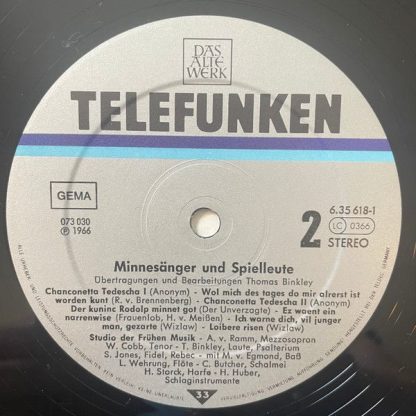 DAS
ALTE
WERK
TELEFUNKEN
GEMA
073 030
℗ 1966
2
6.35 618-1
LC 0366
STEREO
Minnesänger und Spielleute
Übertragungen und Bearbeitungen Thomas Binkley
Chanconetta Tedescha I (Anonym) - Wol mich des tages do mir alrerst ist
worden kunt (R. v. Brennenberg) - Chanconetta Tedescha II (Anonym)
Der kuninc Rodolp minnet got (Der Unverzagte) - Ez waent ein
narrenwise (Frauenlob, H. v. Meißen) - Ich warne dich, vil junger
man, gezarte (Wizlaw) - Loibere risen (Wizlaw)
Studio der Frühen Musik - A. v. Ramm, Mezzosopran
W. Cobb, Tenor - T. Binkley, Laute, Psalterium
S. Jones, Fidel, Rebec - mit M. v. Egmond, Baß
L. Wehrung, Flöte - C. Butcher, Schalmei
H. Storck, Harfe - H. Huber,
Schlaginstrumente
33